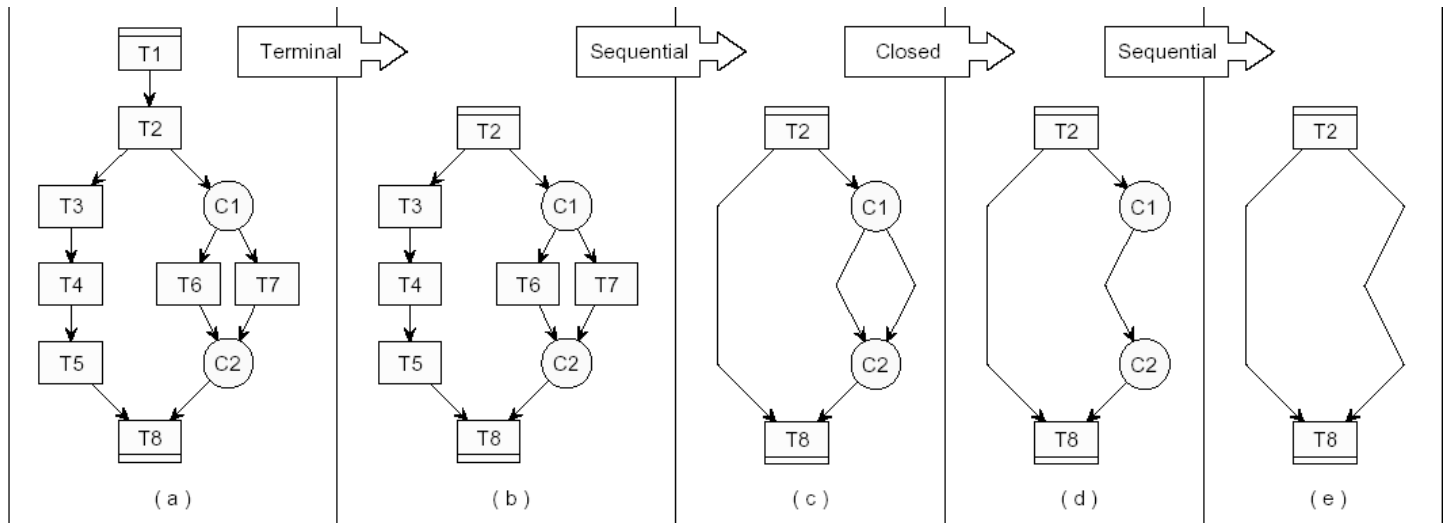 Terminal
Sequential
Closed
Sequential
T1
T2
T3
C1
T4
T6
T7
T5
C2
T8
( a )
T2
T3
C1
T4
T6
T7
T5
C2
T8
( b )
T2
C1
C2
T8
( c )
T2
C1
C2
T8
( d )
T2
T8
( e )